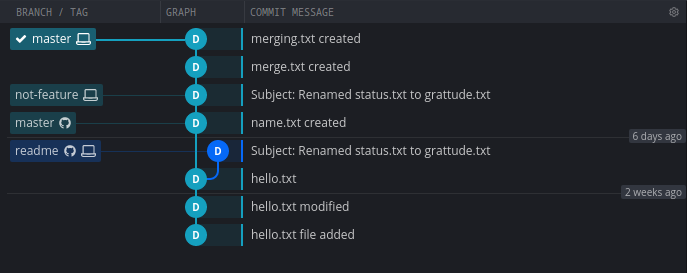 BRANCH / TAG GRAPH COMMIT MESSAGE
master D merging.txt created
D merge.txt created
not-feature D Subject: Renamed status.txt to grattude.txt
master D name.txt created
6 days ago
readme D Subject: Renamed status.txt to grattude.txt
D hello.txt
2 weeks ago
D hello.txt modified
D hello.txt file added